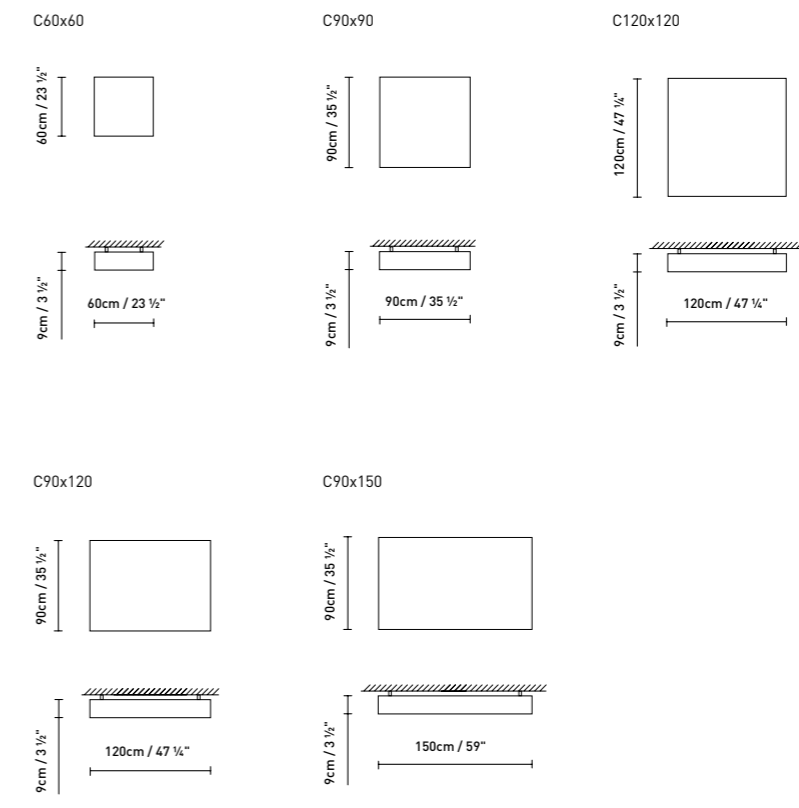 C60x60
C90x90
C120x120
60cm / 23 ½"
90cm / 35 ½"
120cm / 47 ¼"
9cm / 3 ½"
60cm / 23 ½"
9cm / 3 ½"
90cm / 35 ½"
9cm / 3 ½"
120cm / 47 ¼"
C90x120
C90x150
90cm / 35 ½"
90cm / 35 ½"
9cm / 3 ½"
120cm / 47 ¼"
9cm / 3 ½"
150cm / 59"